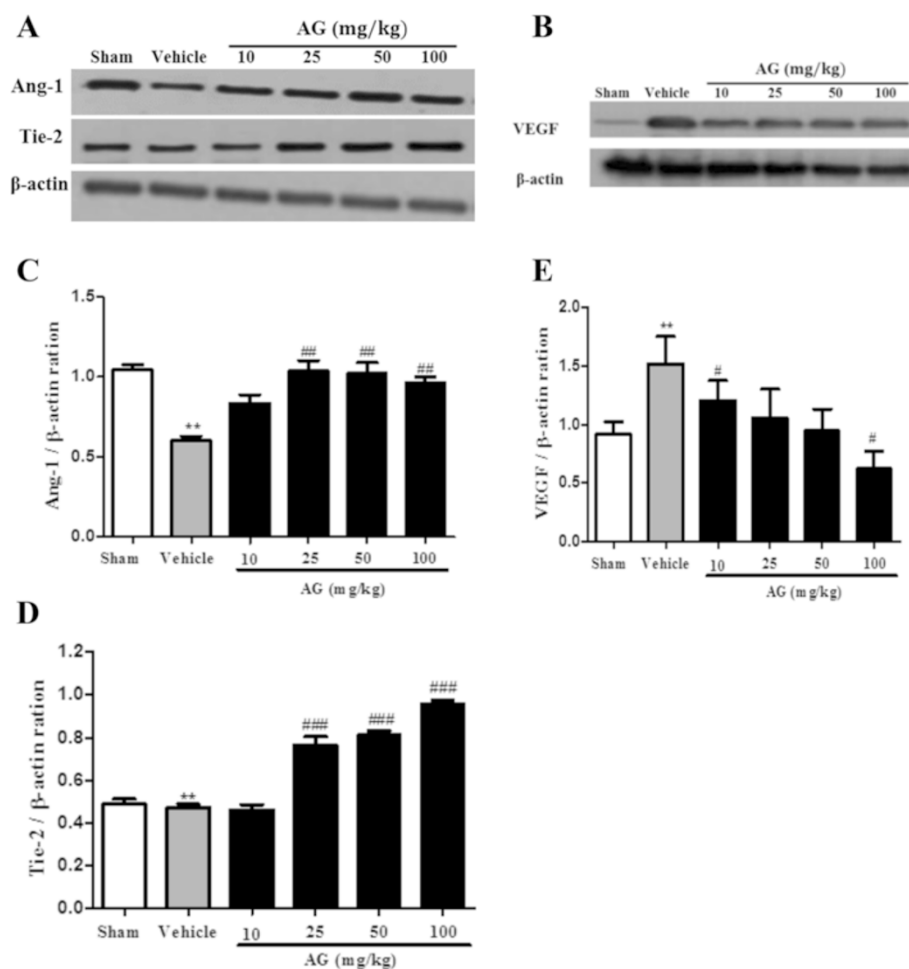 A
AG (mg/kg)
Sham Vehicle 10 25 50 100
Ang-1
Tie-2
β-actin
B
AG (mg/kg)
Sham Vehicle 10 25 50 100
VEGF
β-actin
C
Ang-1 / β-actin ration
1.5
1.0
0.5
0.0
**
##
##
##
Sham Vehicle 10 25 50 100
AG (mg/kg)
E
VEGF / β-actin ration
2.0
1.5
1.0
0.5
0.0
**
#
#
Sham Vehicle 10 25 50 100
AG (mg/kg)
D
Tie-2 / β-actin ration
1.2
1.0
0.8
0.6
0.4
0.2
0.0
**
###
###
###
Sham Vehicle 10 25 50 100
AG (mg/kg)